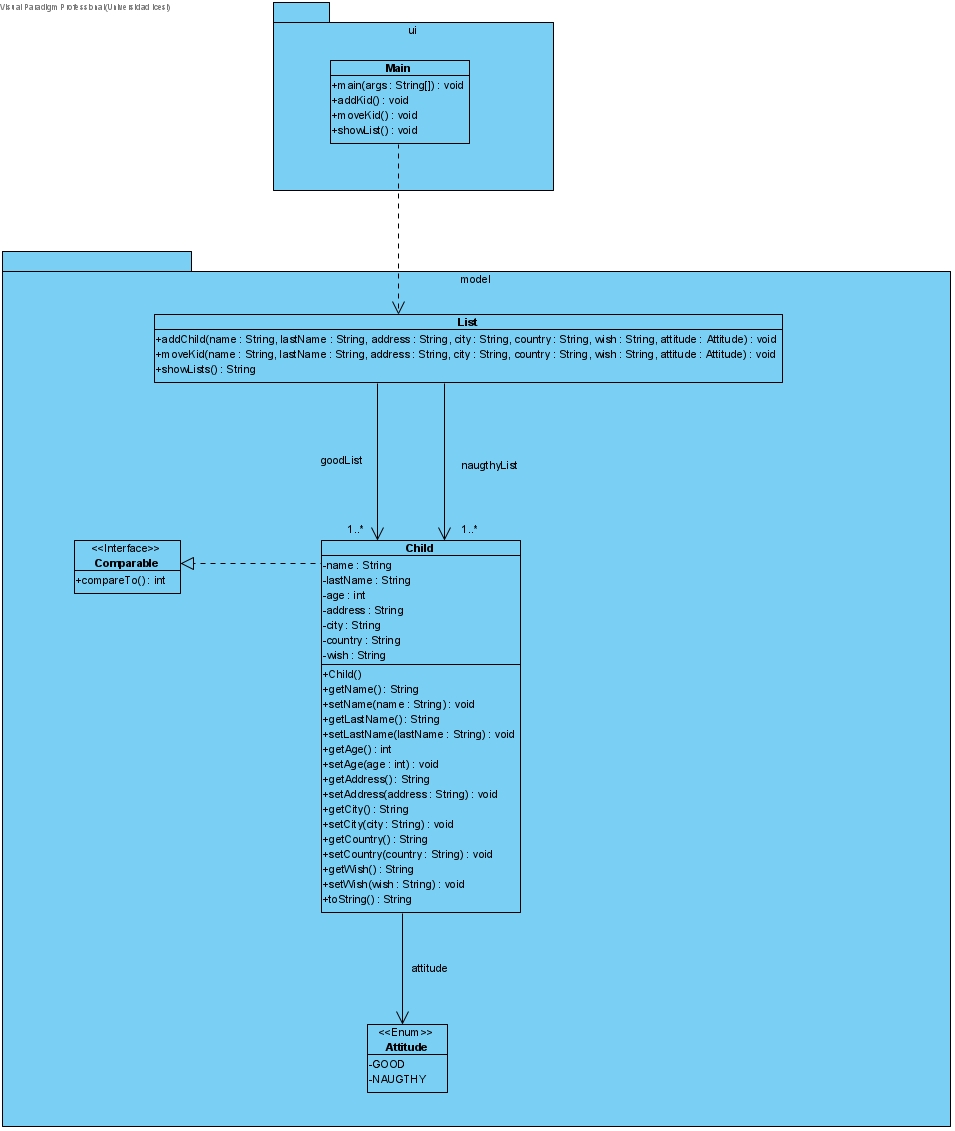 Visual Paradigm Professional(Universidad Icesi)
ui
Main
+main(args : String[]) : void
+addKid() : void
+moveKid() : void
+showList() : void
model
List
+addChild(name : String, lastName : String, address : String, city : String, country : String, wish : String, attitude : Attitude) : void
+moveKid(name : String, lastName : String, address : String, city : String, country : String, wish : String, attitude : Attitude) : void
+showLists() : String
goodList
naugthyList
1..*
1..*
<<Interface>>
Comparable
+compareTo() : int
Child
-name : String
-lastName : String
-age : int
-address : String
-city : String
-country : String
-wish : String
+Child()
+getName() : String
+setName(name : String) : void
+getLastName() : String
+setLastName(lastName : String) : void
+getAge() : int
+setAge(age : int) : void
+getAddress() : String
+setAddress(address : String) : void
+getCity() : String
+setCity(city : String) : void
+getCountry() : String
+setCountry(country : String) : void
+getWish() : String
+setWish(wish : String) : void
+toString() : String
attitude
<<Enum>>
Attitude
-GOOD
-NAUGTHY